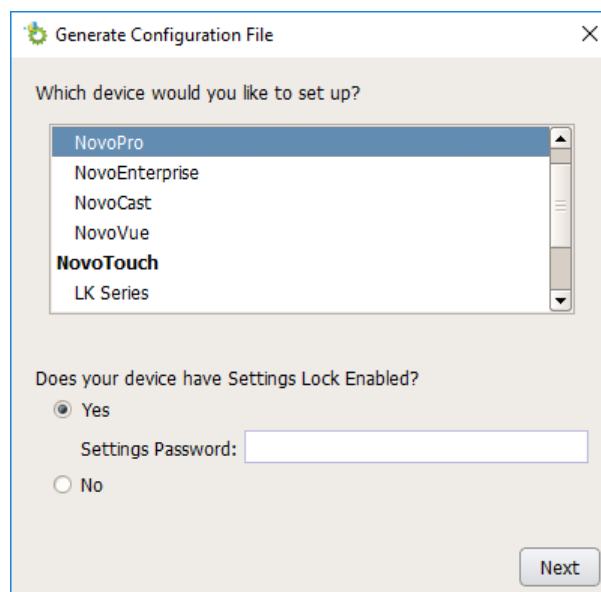 Generate Configuration File
Which device would you like to set up?
NovoPro
NovoEnterprise
NovoCast
NovoVue
NovoTouch
LK Series
Does your device have Settings Lock Enabled?
Yes
Settings Password:
No
Next